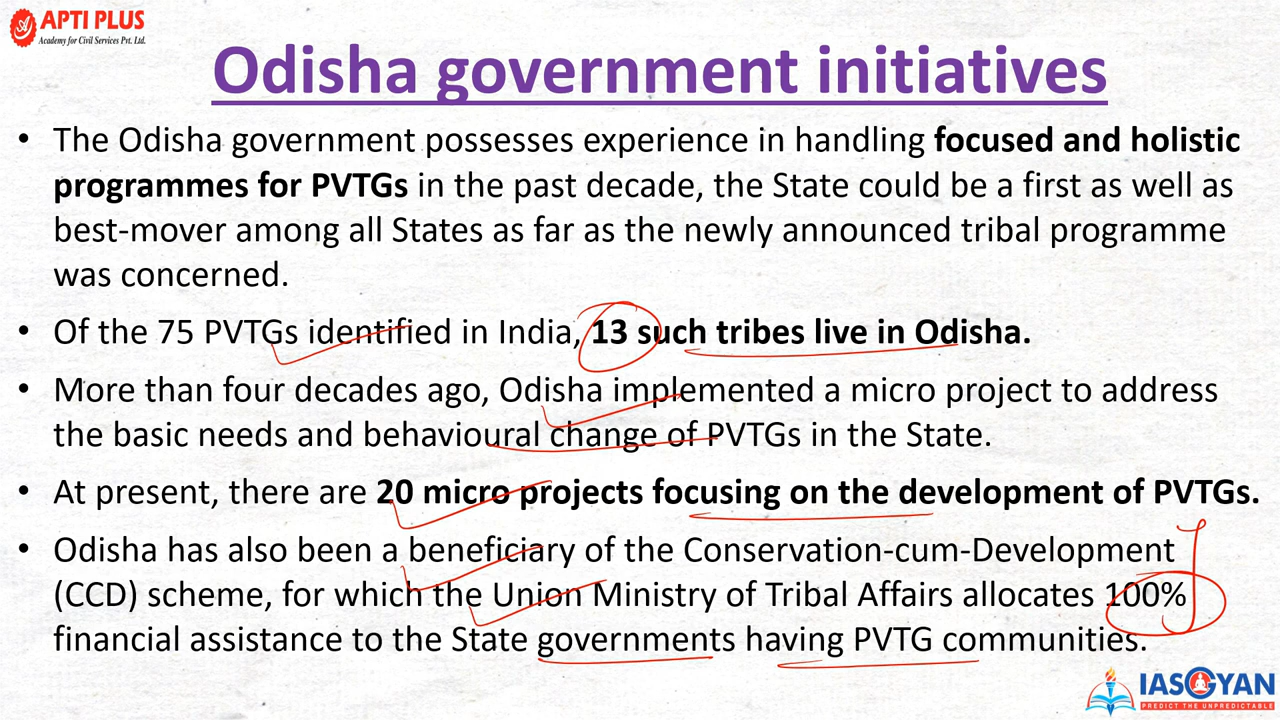 APTI PLUS
Academy for Civil Services Pvt. Ltd.
Odisha government initiatives
• The Odisha government possesses experience in handling focused and holistic
programmes for PVTGs in the past decade, the State could be a first as well as
best-mover among all States as far as the newly announced tribal programme
was concerned.
• Of the 75 PVTGs identified in India, 13 such tribes live in Odisha.
• More than four decades ago, Odisha implemented a micro project to address
the basic needs and behavioural change of PVTGs in the State.
• At present, there are 20 micro projects focusing on the development of PVTGs.
• Odisha has also been a beneficiary of the Conservation-cum-Development
(CCD) scheme, for which the Union Ministry of Tribal Affairs allocates 100%
financial assistance to the State governments having PVTG communities.
IASGYAN
PREDICT THE UNPREDICTABLE